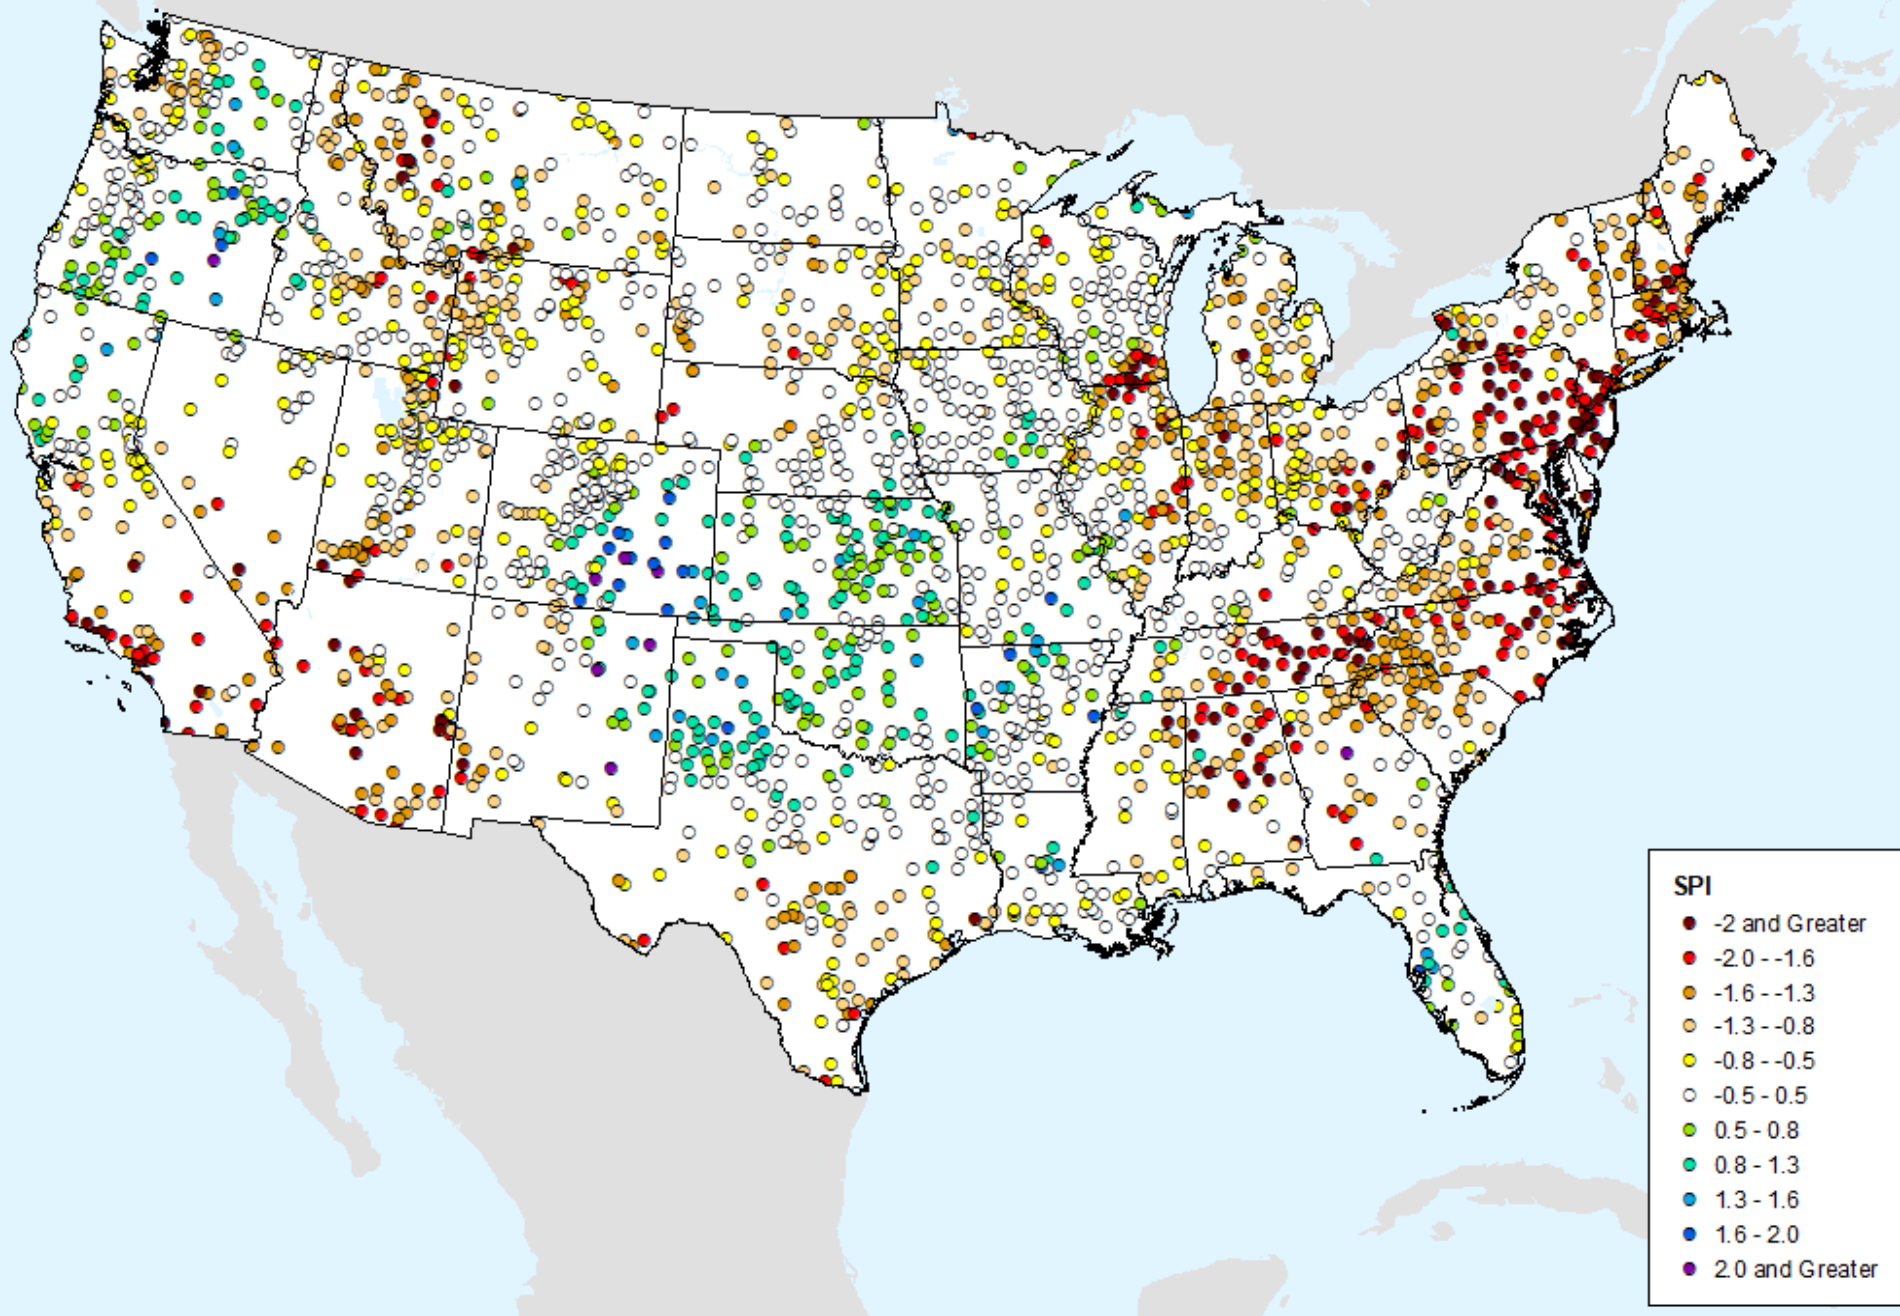 SPI
-2 and Greater
-2.0 - -1.6
-1.6 - -1.3
-1.3 - -0.8
-0.8 - -0.5
-0.5 - 0.5
0.5 - 0.8
0.8 - 1.3
1.3 - 1.6
1.6 - 2.0
2.0 and Greater